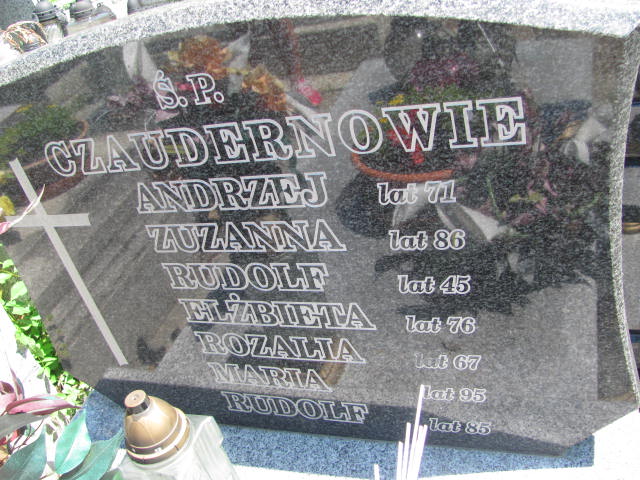 Ś.P.
CZAUDERNOWIE
ANDRZEJ lat 71
ZUZANNA lat 86
RUDOLF lat 45
ELŻBIETA lat 76
ROZALIA lat 67
MARIA lat 95
RUDOLF lat 85